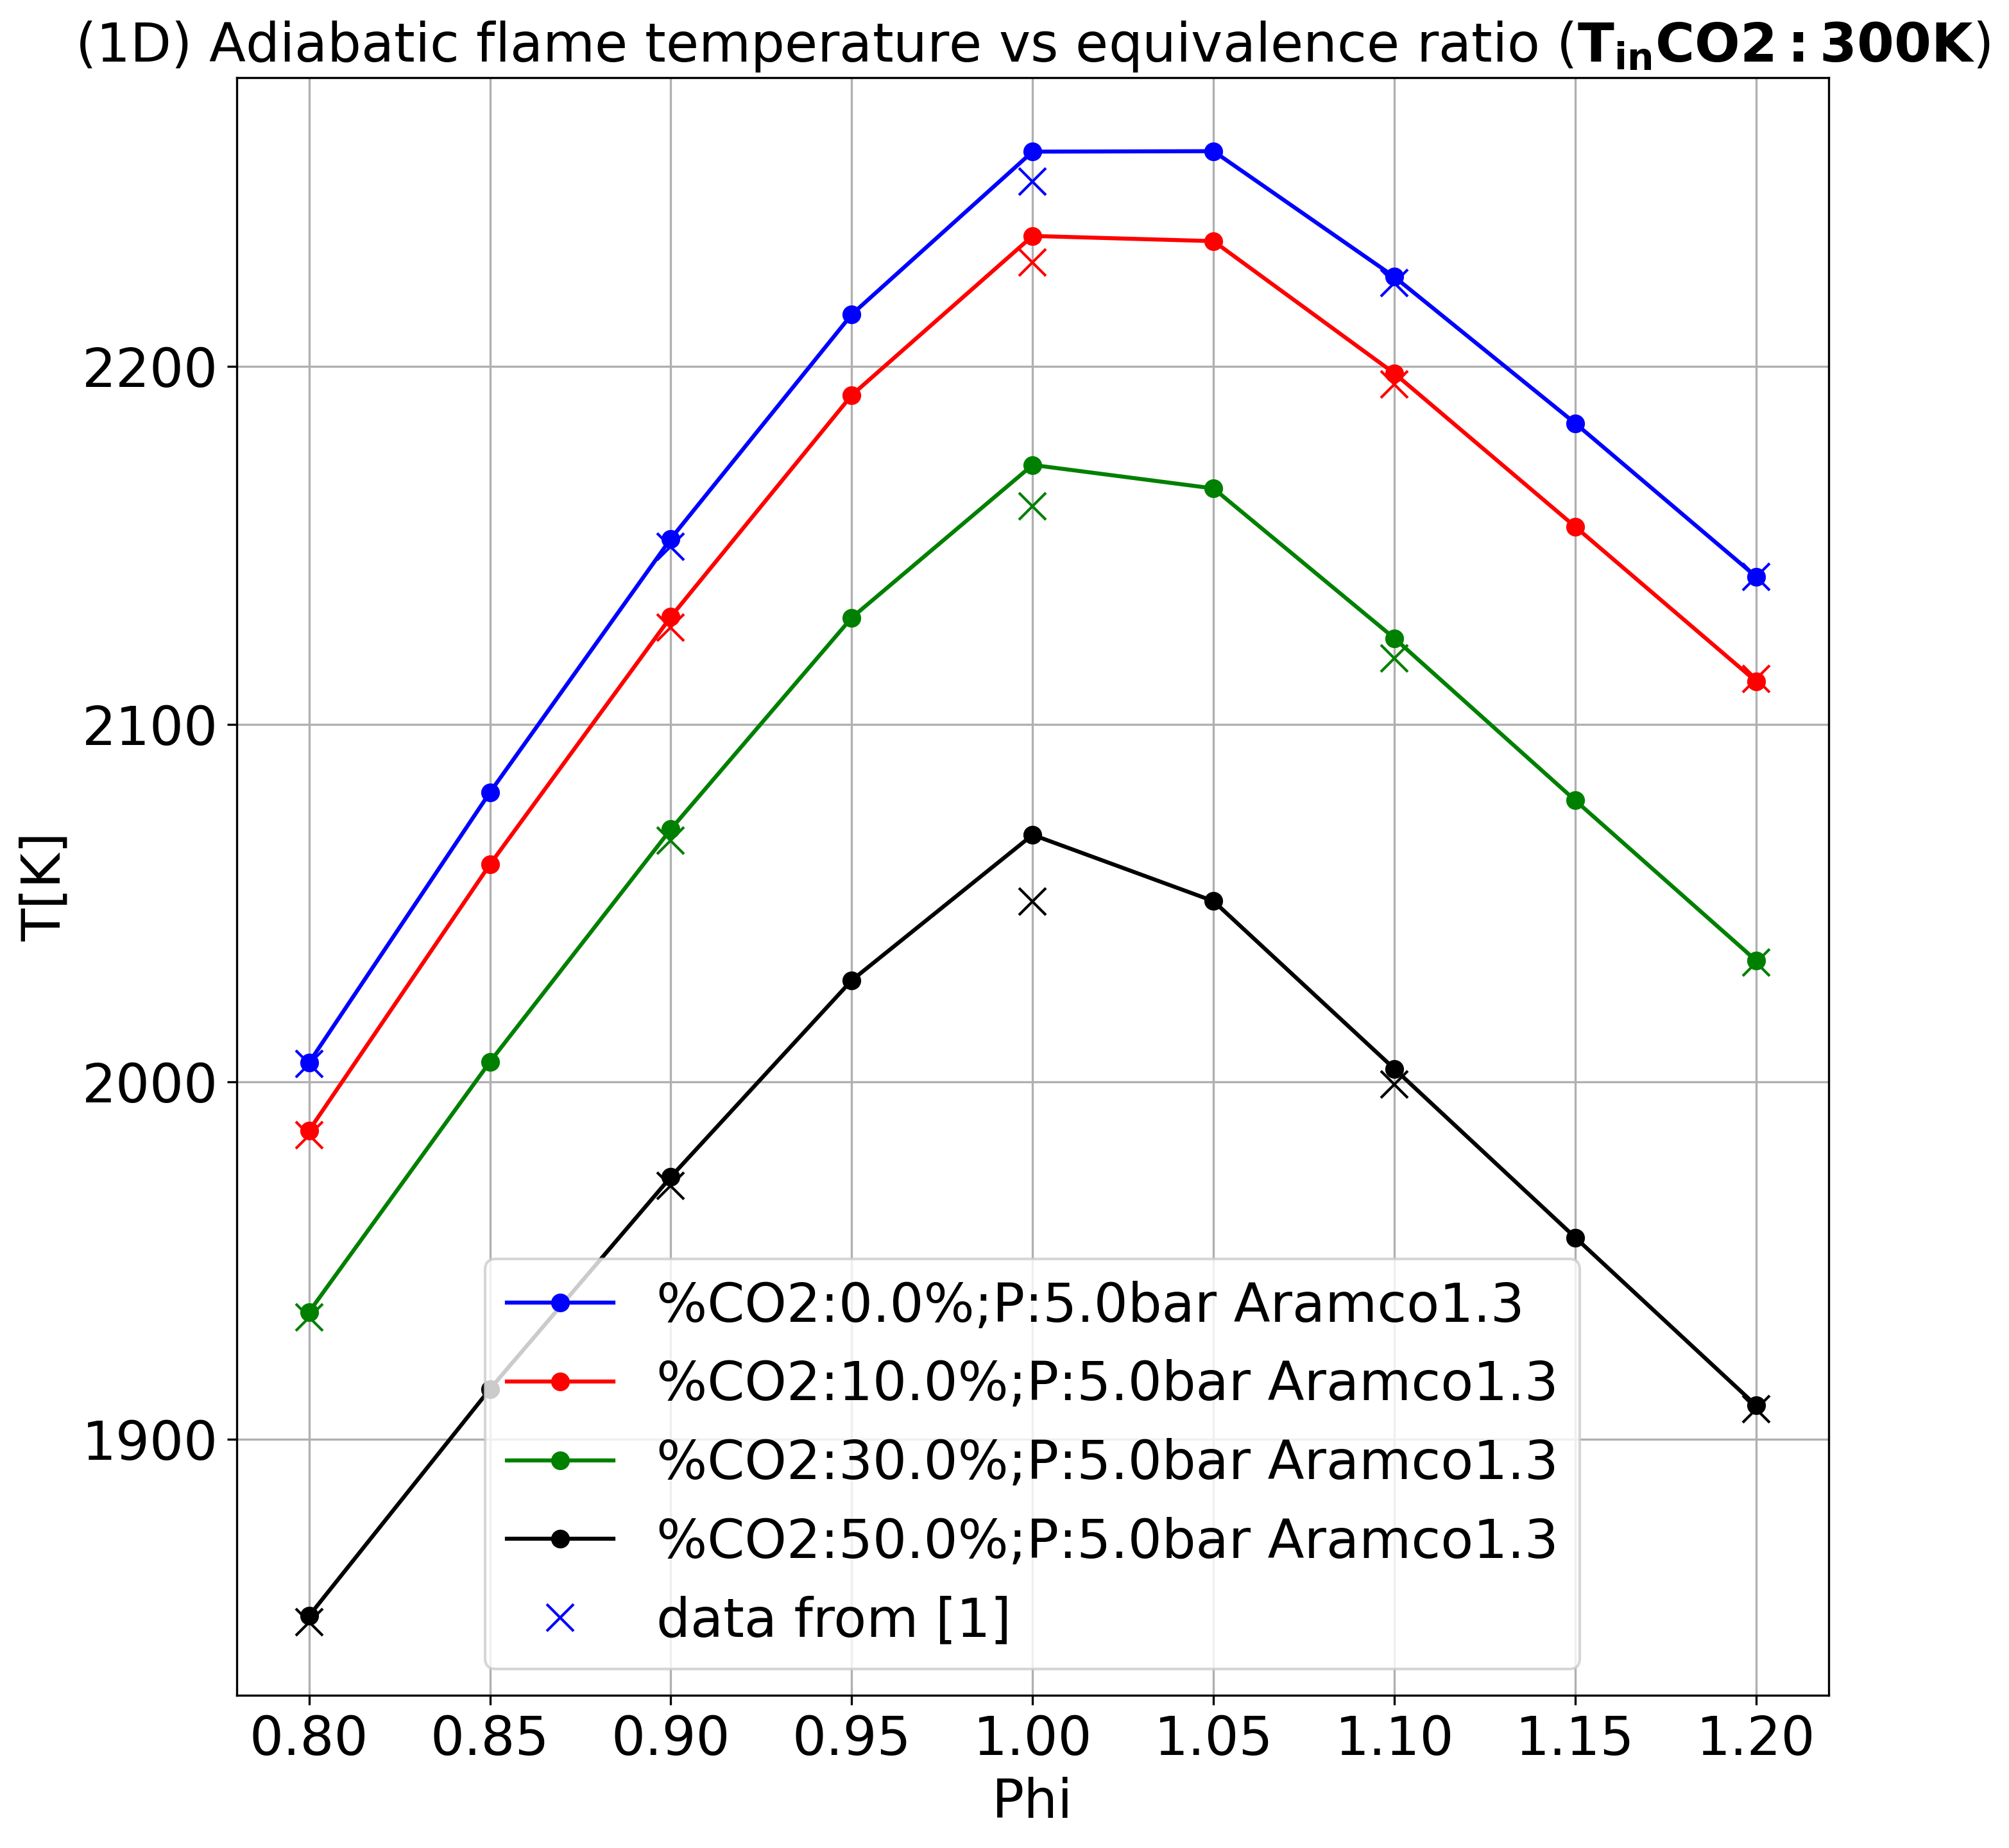 (1D) Adiabatic flame temperature vs equivalence ratio (TinCO2 : 300K)
T[K]
2200
2100
2000
1900
%CO2:0.0%;P:5.0bar Aramco1.3
%CO2:10.0%;P:5.0bar Aramco1.3
%CO2:30.0%;P:5.0bar Aramco1.3
%CO2:50.0%;P:5.0bar Aramco1.3
data from [1]
0.80 0.85 0.90 0.95 1.00 1.05 1.10 1.15 1.20
Phi